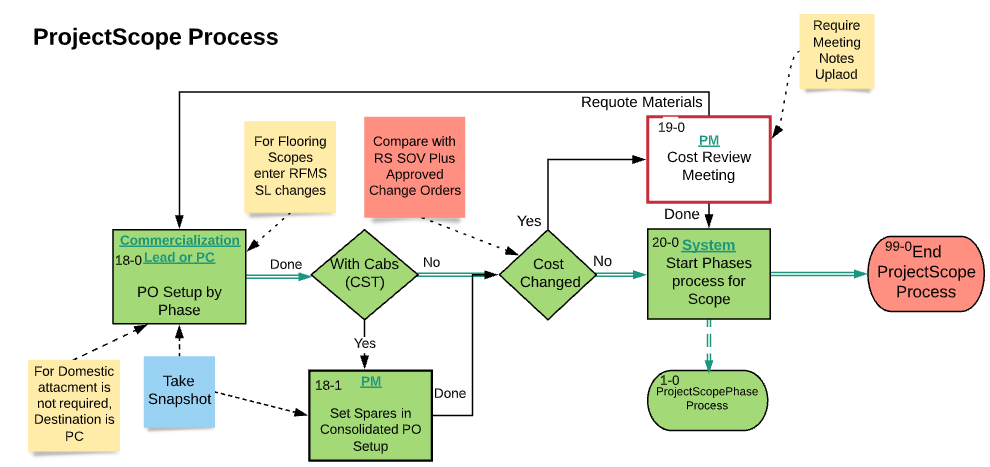 ProjectScope Process
Require
Meeting
Notes
Uplaod
Requote Materials
19-0
PM
Cost Review
Meeting
For Flooring
Scopes
enter RFMS
SL changes
Compare with
RS SOV Plus
Approved
Change Orders
Yes
Done
Commercialization
18-0 Lead or PC
PO Setup by
Phase
Done
With Cabs
(CST)
No
Cost
Changed
No
20-0 System
Start Phases
process for
Scope
99-0 End
ProjectScope
Process
Yes
For Domestic
attacment is
not required,
Destination is
PC
Take
Snapshot
18-1 PM
Set Spares in
Consolidated PO
Setup
Done
1-0
ProjectScopePhase
Process